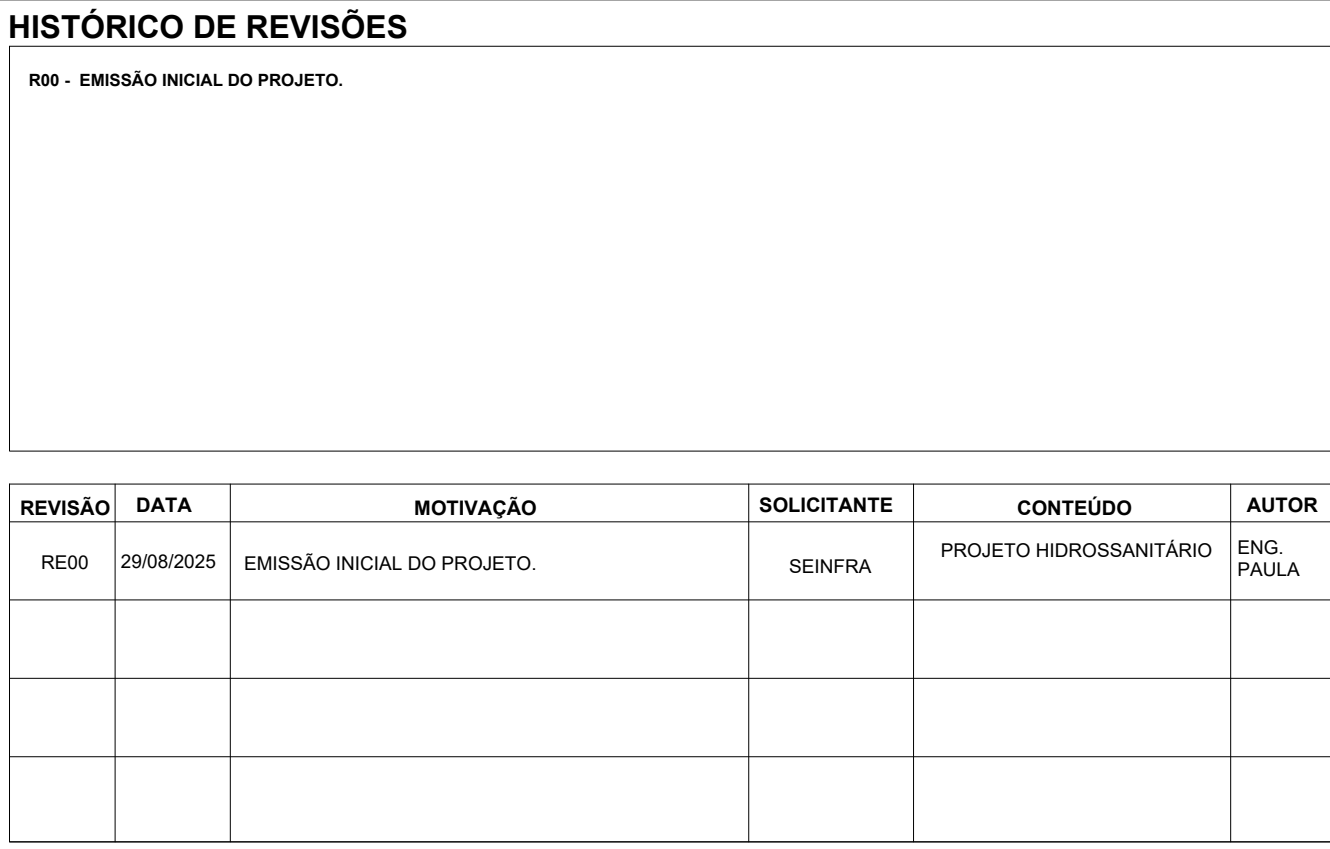 HISTÓRICO DE REVISÕES
R00 - EMISSÃO INICIAL DO PROJETO.
REVISÃO DATA MOTIVAÇÃO SOLICITANTE CONTEÚDO AUTOR
RE00 29/08/2025 EMISSÃO INICIAL DO PROJETO. SEINFRA PROJETO HIDROSSANITÁRIO ENG.
PAULA